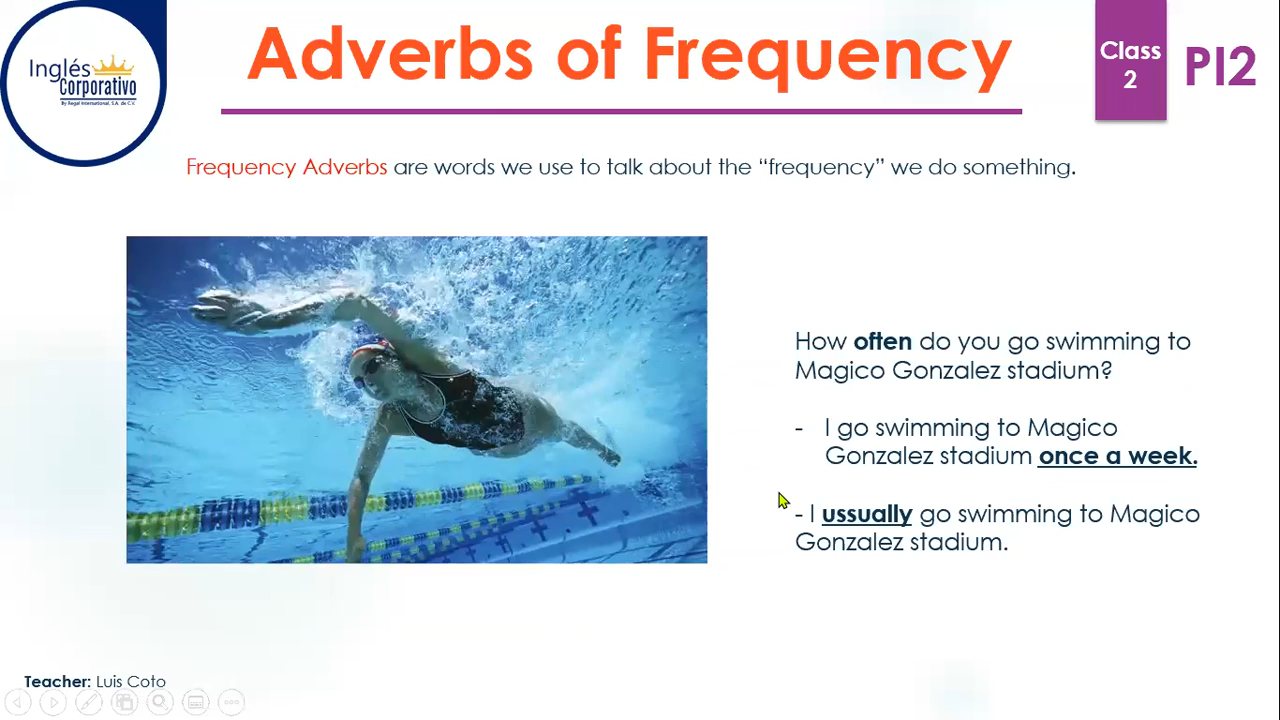 Inglés
Corporativo
By Regal International, S.A. de C.V.
Adverbs of Frequency
Class
2
PI2
Frequency Adverbs are words we use to talk about the “frequency” we do something.
How often do you go swimming to
Magico Gonzalez stadium?
- I go swimming to Magico
Gonzalez stadium once a week.
- I ussually go swimming to Magico
Gonzalez stadium.
Teacher: Luis Coto